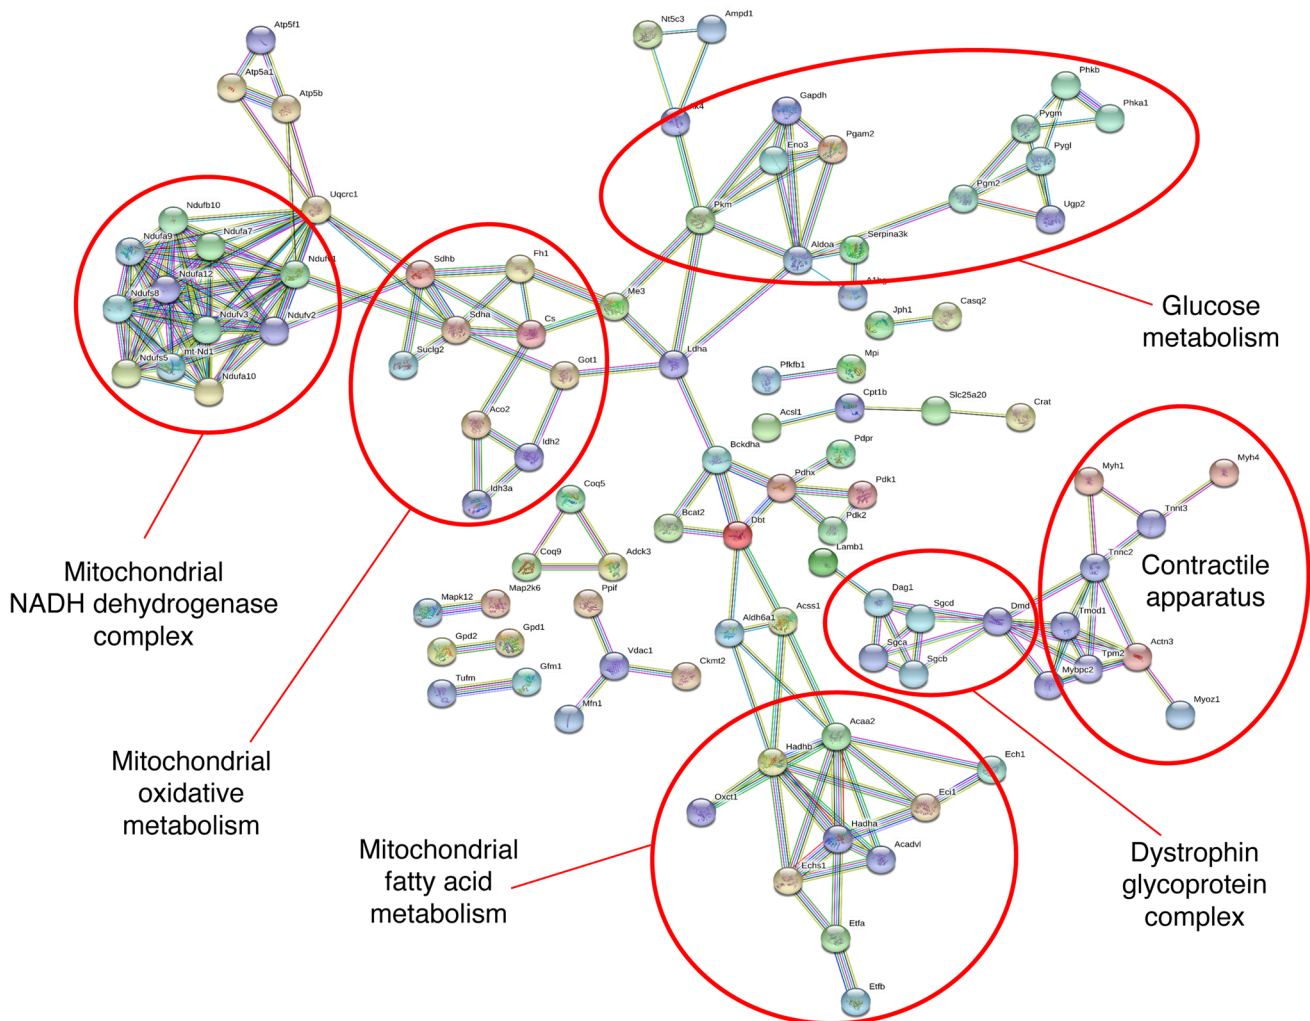 Atp5f1
Nt5c3
Ampd1
Atp5a1
Atp5b
Phkb
Gapdh
Phka1
Pygm
Eno3
Pgam2
Pygl
Uqcrc1
Pgm2
Ugp2
Pkm
Ndufb10
Ndufa7
Ndufa9
Aldoa
Serpina3k
Sdhb
Fh1
Ndufa12
Ndufs8
Me3
Glucose
metabolism
Jph1
Casq2
Ndufv3
Ndufv2
Sdha
Cs
Suclg2
Ndufs5
mt-Nd1
Ndufa10
Got1
Ldha
Pfkfb1
Mpi
Acsl1
Cpt1b
Slc25a20
Crat
Aco2
Idh2
Idh3a
Bckdha
Pdpr
Pdhx
Pdk1
Pdk2
Bcat2
Dbt
Myh1
Myh4
Tnnt3
Tnnc2
Coq5
Coq9
Adck3
Lamb1
Contractile
apparatus
Mitochondrial
NADH dehydrogenase
complex
Mapk12
Map2k6
Ppif
Dag1
Sgcd
Dmd
Tmod1
Sgca
Sgcb
Mybpc2
Tpm2
Actn3
Myoz1
Aldh6a1
Acss1
Gpd2
Gpd1
Vdac1
Ckmt2
Tufm
Gfm1
Mfn1
Mitochondrial
oxidative
metabolism
Acaa2
Hadhb
Ech1
Oxct1
Eci1
Hadha
Acadvl
Echs1
Mitochondrial
fatty acid
metabolism
Dystrophin
glycoprotein
complex
Etfa
Etfb